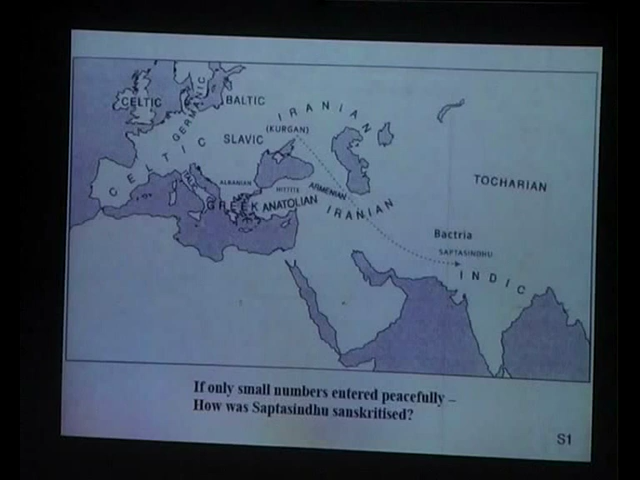 CELTIC
GERMANIC
BALTIC
IRANIAN
(KURGAN)
SLAVIC
CELTIC
TOCHARIAN
ALBANIAN
HITTITE
ARMENIAN
GREEK
ANATOLIAN
IRANIAN
Bactria
SAPTASINDHU
INDIC
If only small numbers entered peacefully –
How was Saptasindhu sanskritised?
S1